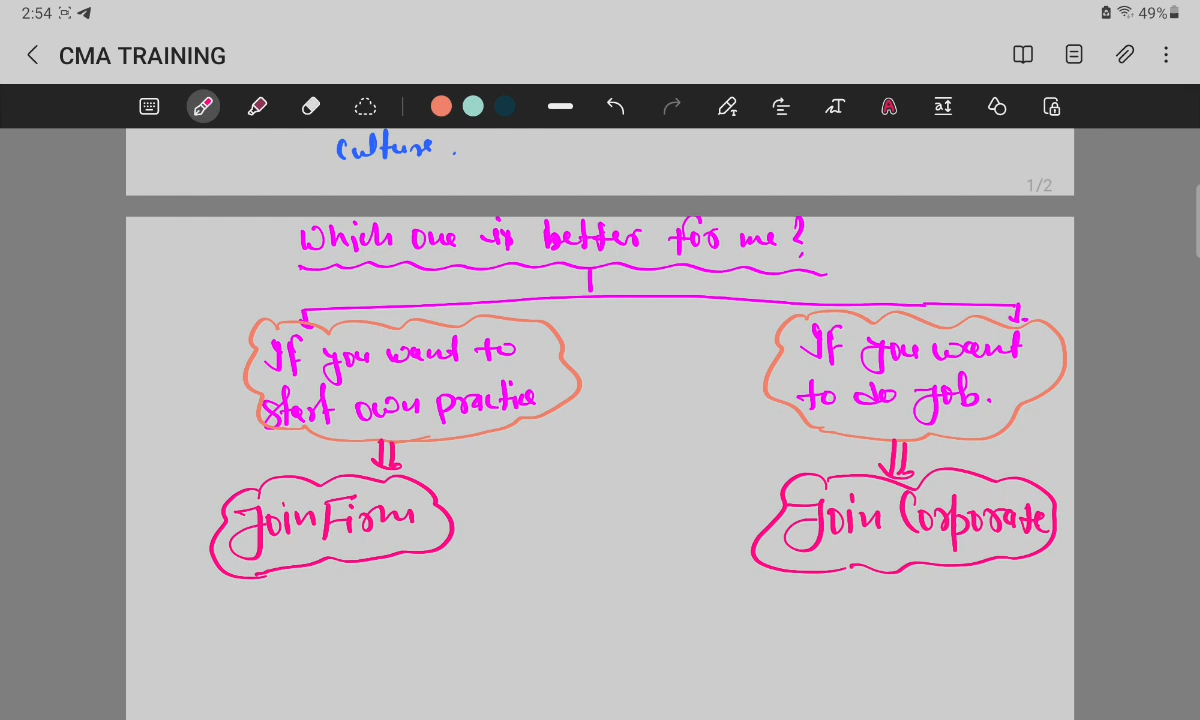 2:54
49%
CMA TRAINING
culture.
1/2
Which one is better for me?
If you want to
start own practice
If you want
to do job.
Join Firm
Join Corporate